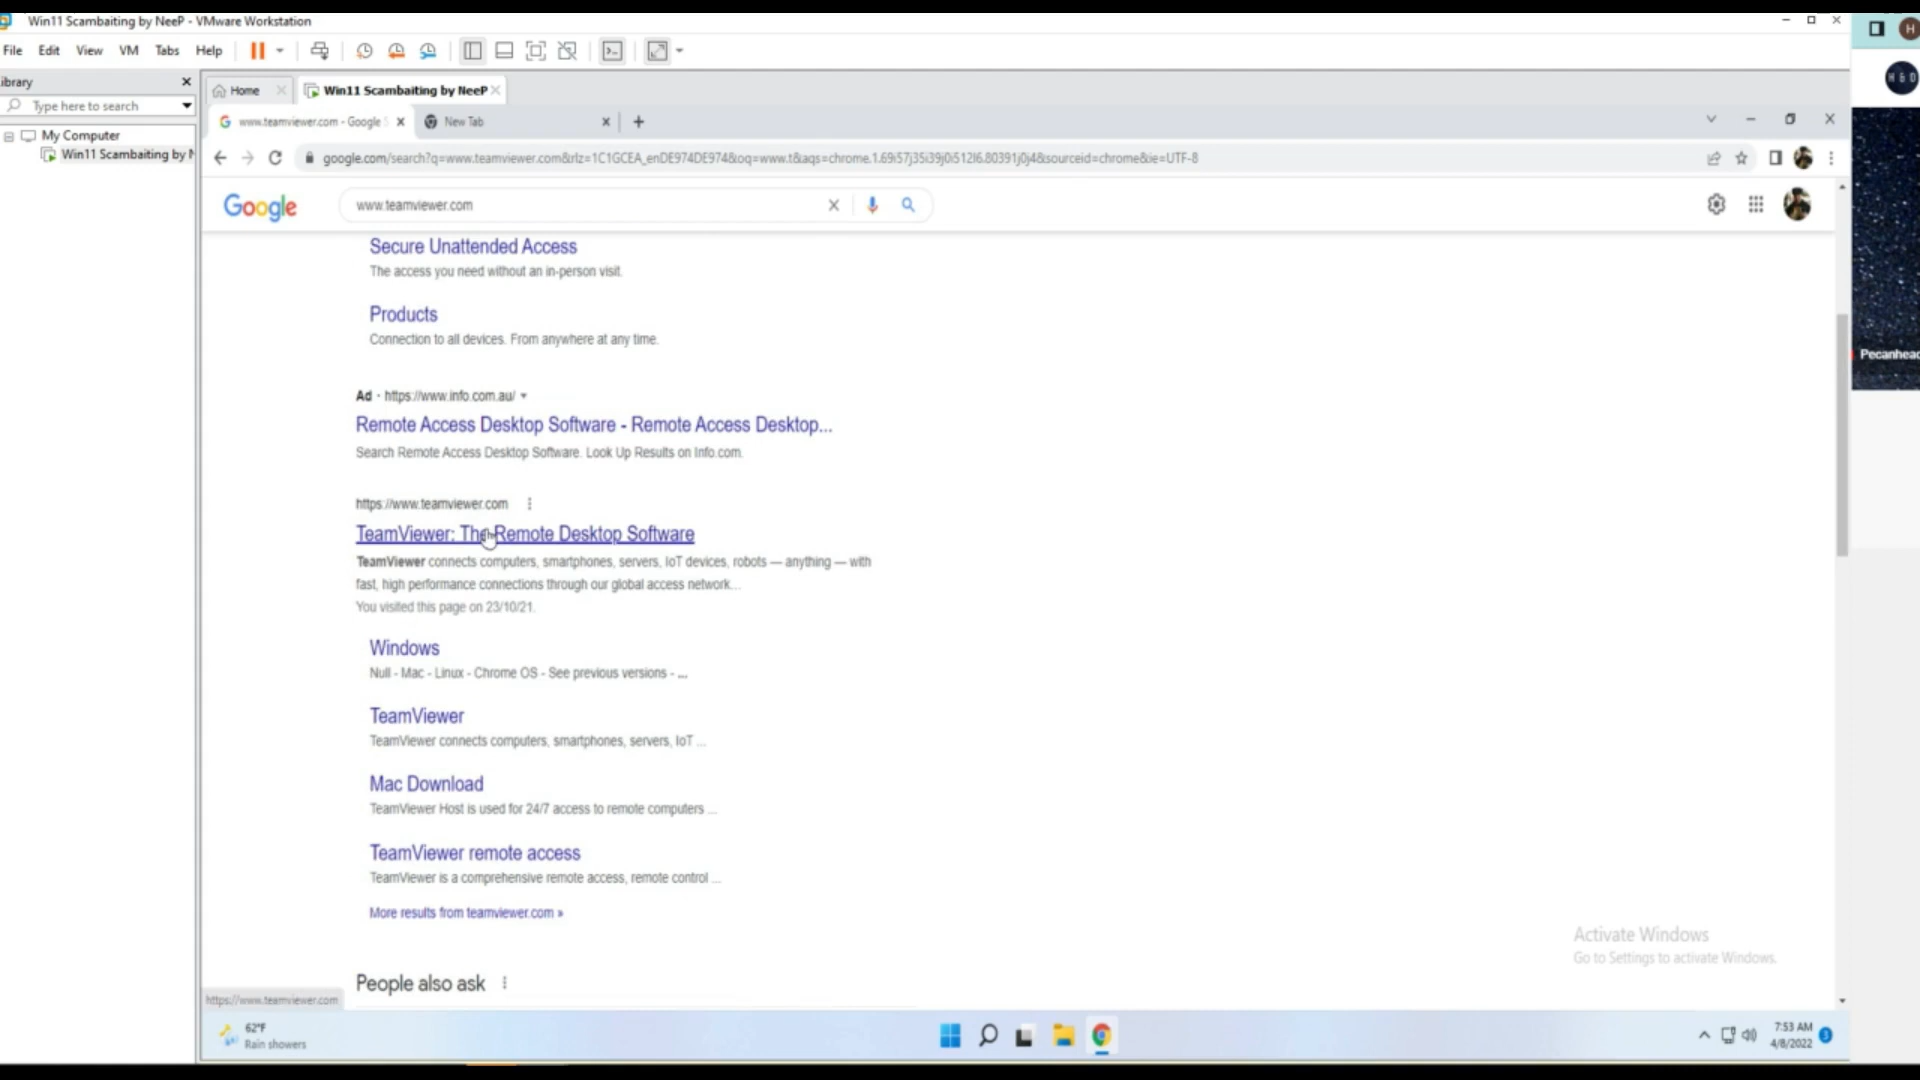 Win11 Scambaiting by NeeP - VMware Workstation
File Edit View VM Tabs Help
ibrary
Type here to search
My Computer
Win11 Scambaiting by N
Home
Win11 Scambaiting by NeeP
www.teamviewer.com - Google S
New Tab
google.com/search?q=www.teamviewer.com&rlz=1C1GCEA_enDE974DE974&oq=www.t&aqs=chrome.1.69i57j35i39j0i512l6.80391j0j4&sourceid=chrome&ie=UTF-8
Google
www.teamviewer.com
Secure Unattended Access
The access you need without an in-person visit.
Products
Connection to all devices. From anywhere at any time.
Ad · https://www.info.com.au/
Remote Access Desktop Software - Remote Access Desktop...
Search Remote Access Desktop Software. Look Up Results on Info.com.
https://www.teamviewer.com
TeamViewer: The Remote Desktop Software
TeamViewer connects computers, smartphones, servers, IoT devices, robots — anything — with
fast, high performance connections through our global access network...
You visited this page on 23/10/21.
Windows
Null - Mac - Linux - Chrome OS - See previous versions - ...
TeamViewer
TeamViewer connects computers, smartphones, servers, IoT ...
Mac Download
TeamViewer Host is used for 24/7 access to remote computers ...
TeamViewer remote access
TeamViewer is a comprehensive remote access, remote control ...
More results from teamviewer.com »
People also ask
https://www.teamviewer.com
Activate Windows
Go to Settings to activate Windows.
62°F
Rain showers
7:53 AM
4/8/2022
H
H & D
Pecanhead